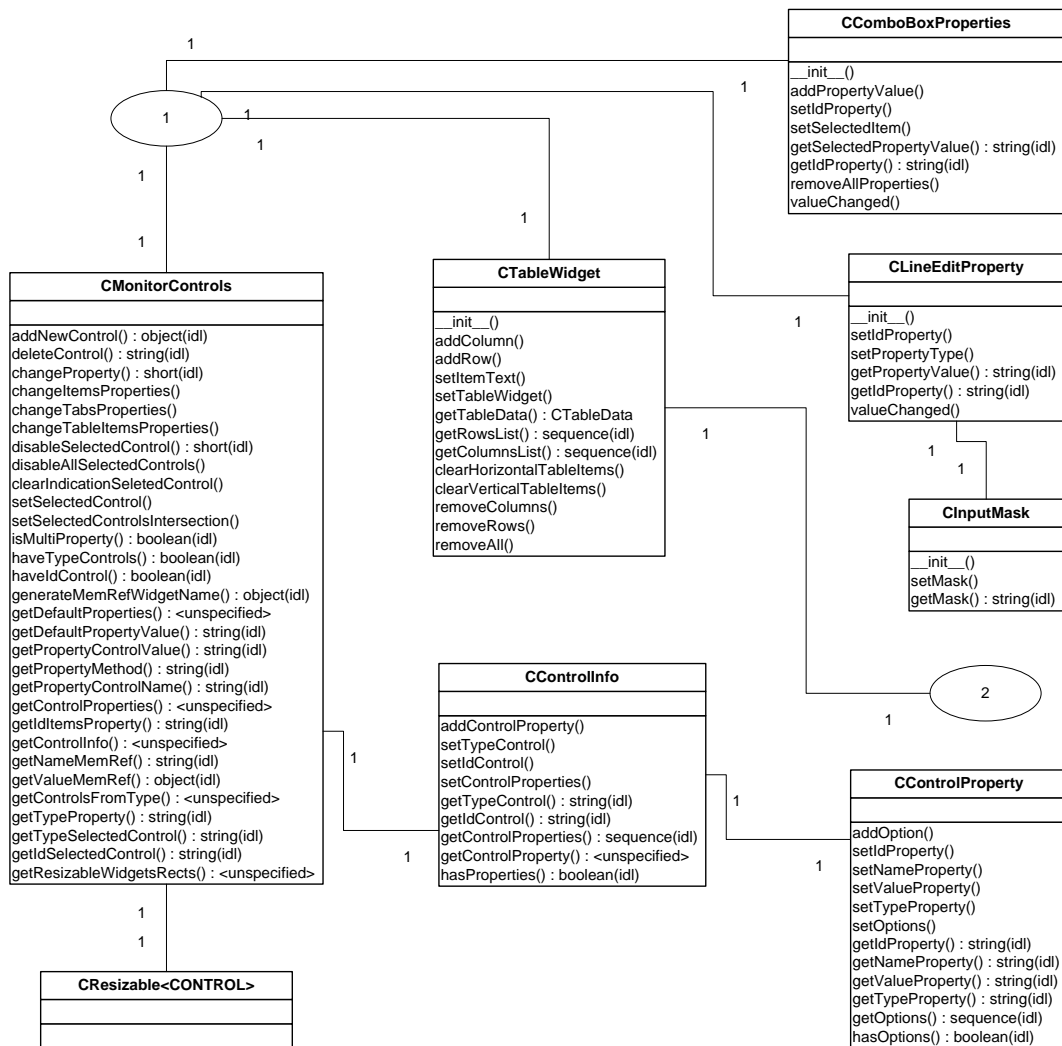 CComboBoxProperties
__init__()
addPropertyValue()
setIdProperty()
setSelectedItem()
getSelectedPropertyValue() : string(idl)
getIdProperty() : string(idl)
removeAllProperties()
valueChanged()
1
1
1
1
1
1
1
1
1
1
CMonitorControls
addNewControl() : object(idl)
deleteControl() : string(idl)
changeProperty() : short(idl)
changeItemsProperties()
changeTabsProperties()
changeTableItemsProperties()
disableSelectedControl() : short(idl)
disableAllSelectedControls()
clearIndicationSeletedControl()
setSelectedControl()
setSelectedControlsIntersection()
isMultiProperty() : boolean(idl)
haveTypeControls() : boolean(idl)
haveIdControl() : boolean(idl)
generateMemRefWidgetName() : object(idl)
getDefaultProperties() : <unspecified>
getDefaultPropertyValue() : string(idl)
getPropertyControlValue() : string(idl)
getPropertyMethod() : string(idl)
getPropertyControlName() : string(idl)
getControlProperties() : <unspecified>
getIdItemsProperty() : string(idl)
getControlInfo() : <unspecified>
getNameMemRef() : string(idl)
getValueMemRef() : object(idl)
getControlsFromType() : <unspecified>
getTypeProperty() : string(idl)
getTypeSelectedControl() : string(idl)
getIdSelectedControl() : string(idl)
getResizableWidgetsRects() : <unspecified>
CTableWidget
__init__()
addColumn()
addRow()
setItemText()
setTableWidget()
getTableData() : CTableData
getRowsList() : sequence(idl)
getColumnsList() : sequence(idl)
clearHorizontalTableItems()
clearVerticalTableItems()
removeColumns()
removeRows()
removeAll()
CLineEditProperty
__init__()
setIdProperty()
setPropertyType()
getPropertyValue() : string(idl)
getIdProperty() : string(idl)
valueChanged()
1
1
1
1
CInputMask
__init__()
setMask()
getMask() : string(idl)
2
1
CControlInfo
addControlProperty()
setTypeControl()
setIdControl()
setControlProperties()
getTypeControl() : string(idl)
getIdControl() : string(idl)
getControlProperties() : sequence(idl)
getControlProperty() : <unspecified>
hasProperties() : boolean(idl)
1
1
1
1
CControlProperty
addOption()
setIdProperty()
setNameProperty()
setValueProperty()
setTypeProperty()
setOptions()
getIdProperty() : string(idl)
getNameProperty() : string(idl)
getValueProperty() : string(idl)
getTypeProperty() : string(idl)
getOptions() : sequence(idl)
hasOptions() : boolean(idl)
1
1
CResizable<CONTROL>